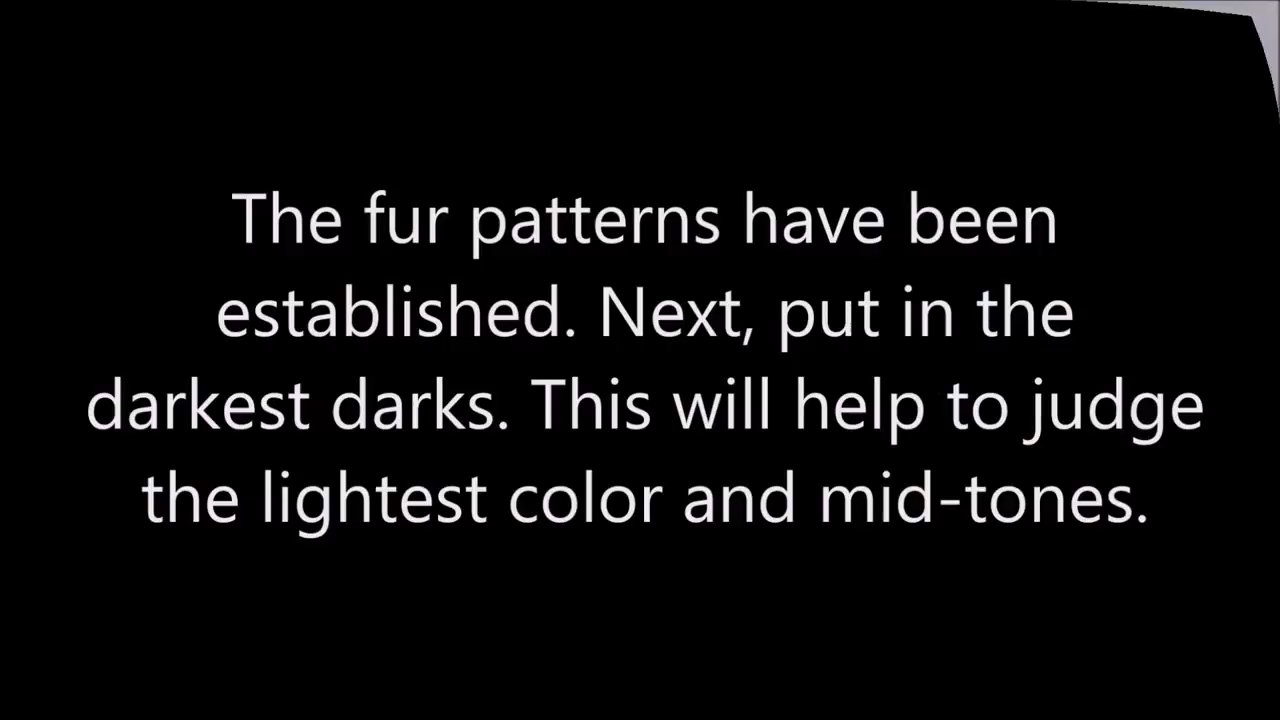 The fur patterns have been
established. Next, put in the
darkest darks. This will help to judge
the lightest color and mid-tones.